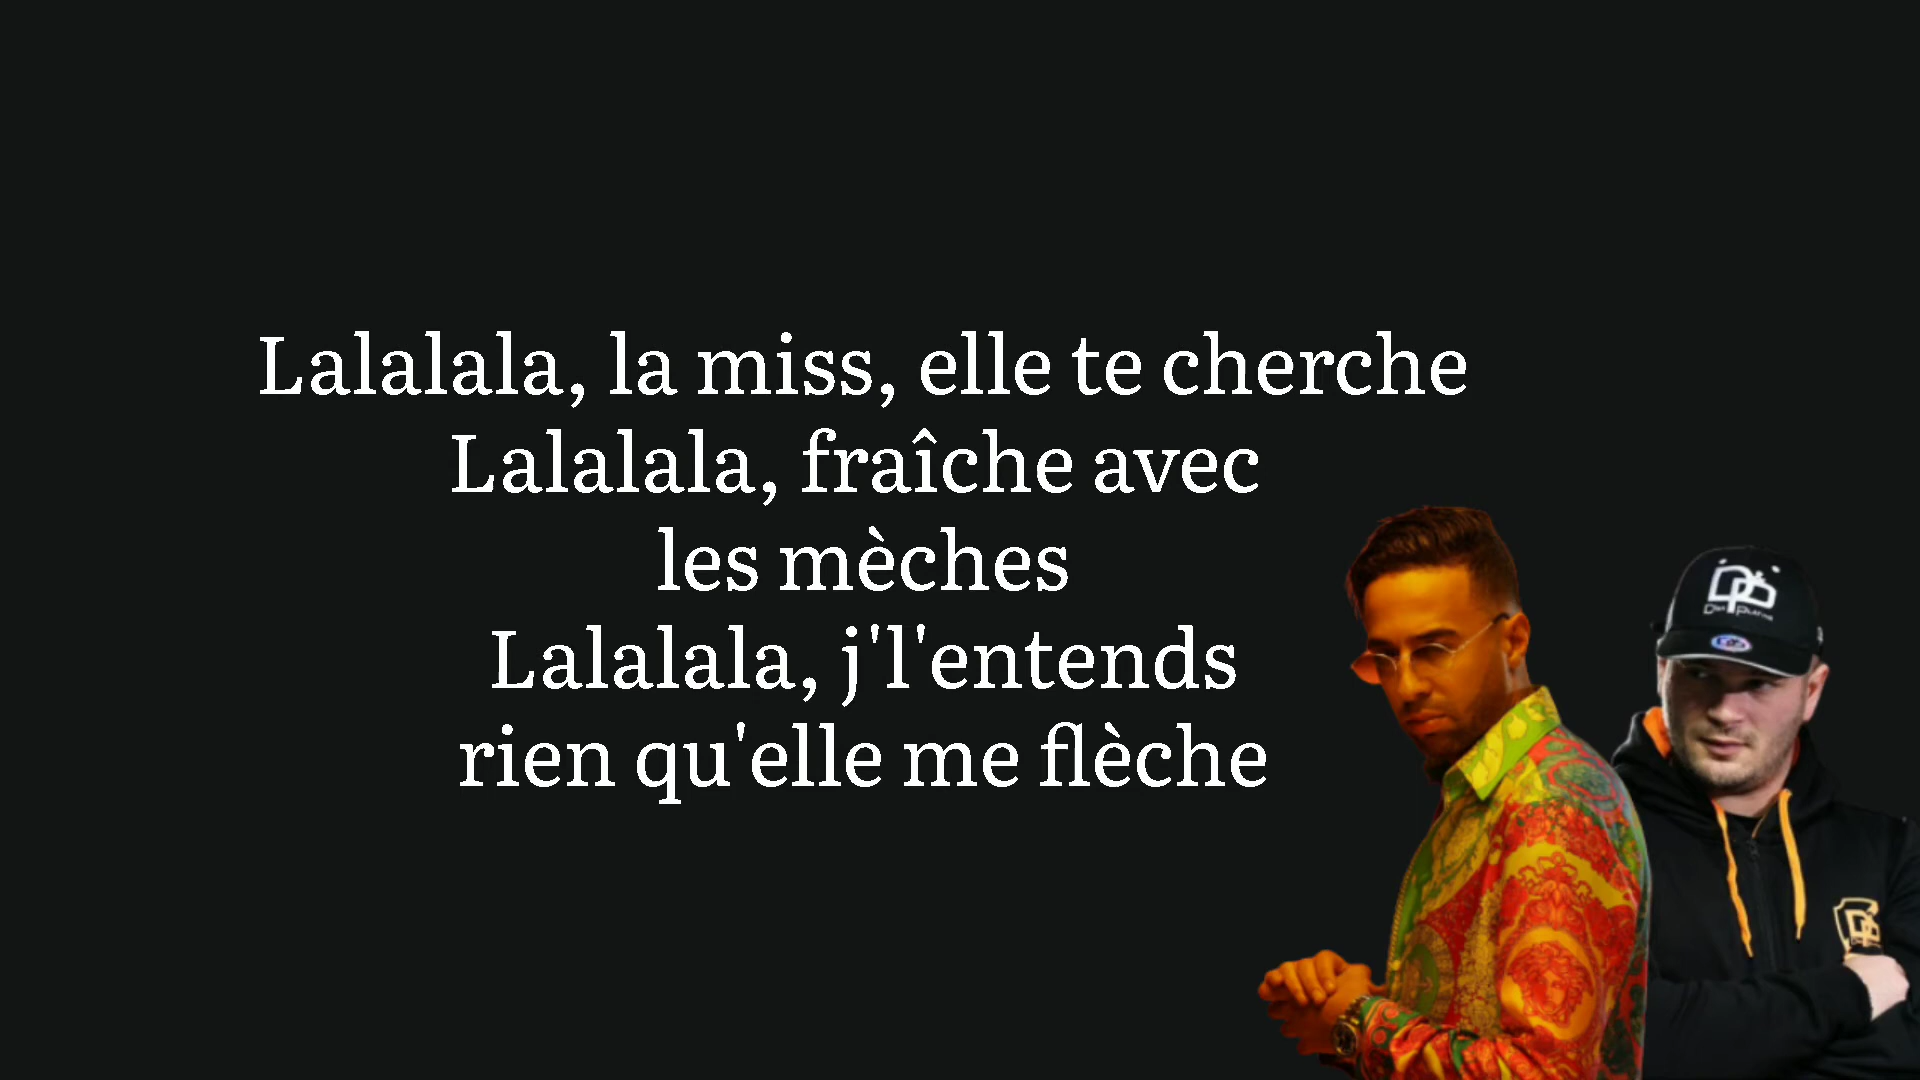 Lalalala, la miss, elle te cherche
Lalalala, fraîche avec
les mèches
Lalalala, j'l'entends
rien qu'elle me flèche